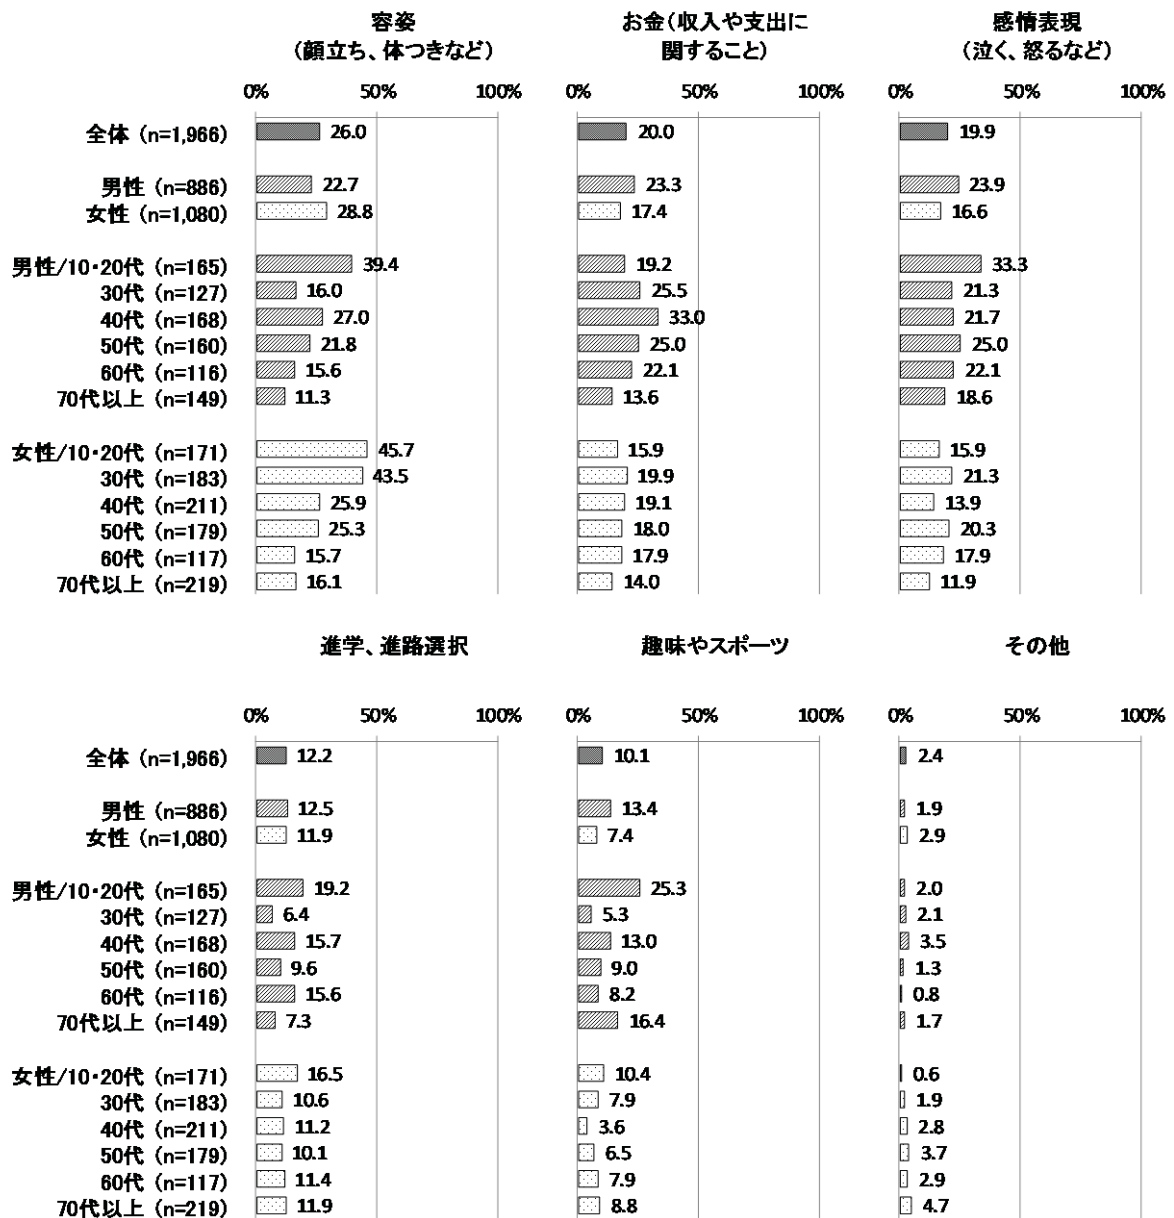 容姿
（顔立ち、体つきなど）
お金（収入や支出に
関すること）
感情表現
（泣く、怒るなど）
0% 50% 100% 0% 50% 100% 0% 50% 100%
全体 (n=1,966) 26.0 20.0 19.9
男性 (n=886) 22.7 23.3 23.9
女性 (n=1,080) 28.8 17.4 16.6
男性/10・20代 (n=165) 39.4 19.2 33.3
30代 (n=127) 16.0 25.5 21.3
40代 (n=168) 27.0 33.0 21.7
50代 (n=160) 21.8 25.0 25.0
60代 (n=116) 15.6 22.1 22.1
70代以上 (n=149) 11.3 13.6 18.6
女性/10・20代 (n=171) 45.7 15.9 15.9
30代 (n=183) 43.5 19.9 21.3
40代 (n=211) 25.9 19.1 13.9
50代 (n=179) 25.3 18.0 20.3
60代 (n=117) 15.7 17.9 17.9
70代以上 (n=219) 16.1 14.0 11.9
進学、進路選択 趣味やスポーツ その他
0% 50% 100% 0% 50% 100% 0% 50% 100%
全体 (n=1,966) 12.2 10.1 2.4
男性 (n=886) 12.5 13.4 1.9
女性 (n=1,080) 11.9 7.4 2.9
男性/10・20代 (n=165) 19.2 25.3 2.0
30代 (n=127) 6.4 5.3 2.1
40代 (n=168) 15.7 13.0 3.5
50代 (n=160) 9.6 9.0 1.3
60代 (n=116) 15.6 8.2 0.8
70代以上 (n=149) 7.3 16.4 1.7
女性/10・20代 (n=171) 16.5 10.4 0.6
30代 (n=183) 10.6 7.9 1.9
40代 (n=211) 11.2 3.6 2.8
50代 (n=179) 10.1 6.5 3.7
60代 (n=117) 11.4 7.9 2.9
70代以上 (n=219) 11.9 8.8 4.7